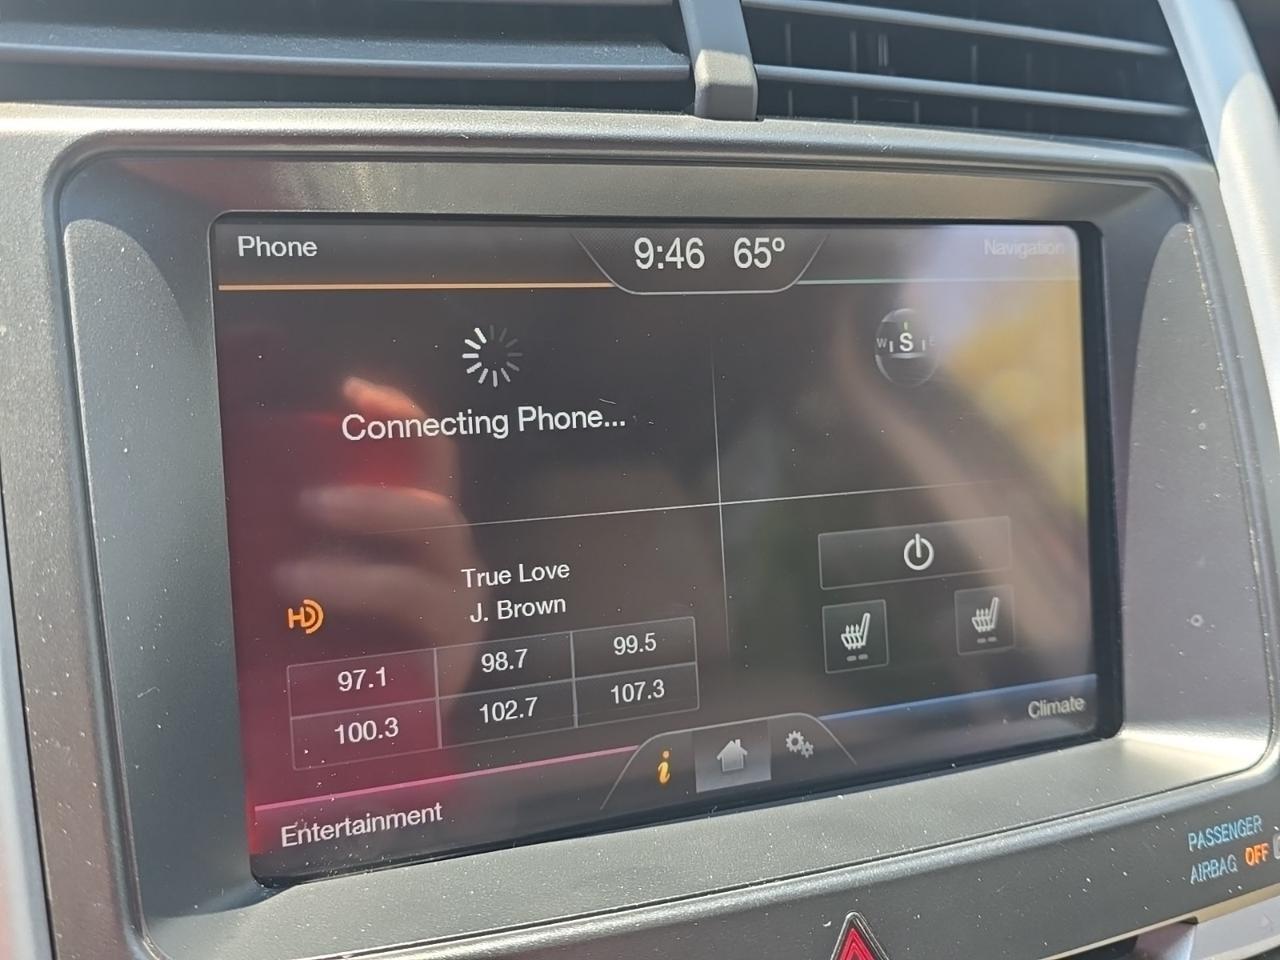 Phone
9:46 65°
Navigation
W S E
Connecting Phone...
True Love
J. Brown
HD
97.1 98.7 99.5
100.3 102.7 107.3
i
Climate
Entertainment
PASSENGER
AIRBAG OFF